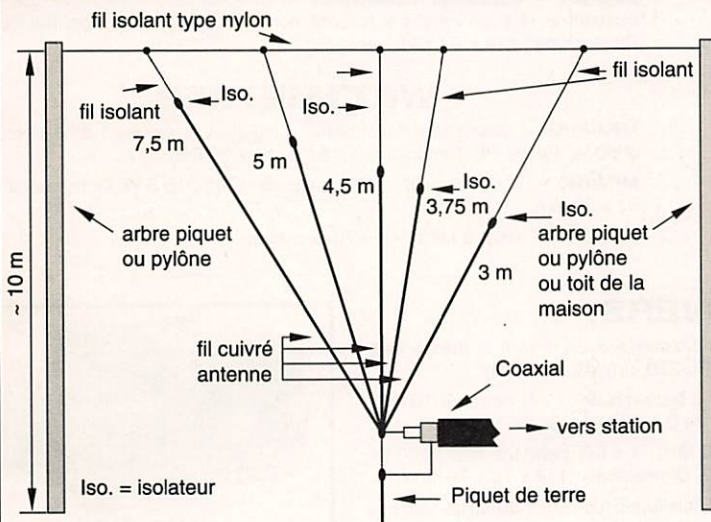 fil isolant type nylon
fil isolant
Iso.
fil isolant
Iso.
7,5 m
5 m
4,5 m
Iso.
3,75 m
Iso.
3 m
arbre piquet
ou pylône
arbre piquet
ou pylône
ou toit de la
maison
~ 10 m
fil cuivré
antenne
Coaxial
vers station
Iso. = isolateur
Piquet de terre